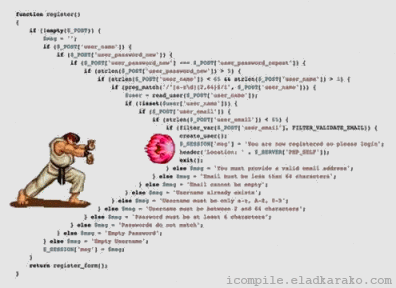 function register()
{
if (!empty($_POST)) {
$msg = '';
if ($_POST['user_name']) {
if ($_POST['user_password_new']) {
if ($_POST['user_password_new'] === $_POST['user_password_repeat']) {
if (strlen($_POST['user_password_new']) > 5) {
if (strlen($_POST['user_name']) < 65 && strlen($_POST['user_name']) > 1) {
if (preg_match('/^[a-z\d]{2,64}$/i', $_POST['user_name'])) {
$user = read_user($_POST['user_name']);
if (!isset($user['user_name'])) {
if ($_POST['user_email']) {
if (strlen($_POST['user_email']) < 65) {
if (filter_var($_POST['user_email'], FILTER_VALIDATE_EMAIL)) {
create_user();
$_SESSION['msg'] = 'You are now registered so please login';
header('Location: ' . $_SERVER['PHP_SELF']);
exit();
} else $msg = 'You must provide a valid email address';
} else $msg = 'Email must be less than 64 characters';
} else $msg = 'Email cannot be empty';
} else $msg = 'Username already exists';
} else $msg = 'Username must be only a-z, A-Z, 0-9';
} else $msg = 'Username must be between 2 and 64 characters';
} else $msg = 'Password must be at least 6 characters';
} else $msg = 'Passwords do not match';
} else $msg = 'Empty Password';
} else $msg = 'Empty Username';
$_SESSION['msg'] = $msg;
}
return register_form();
}
icompile.eladkarako.com